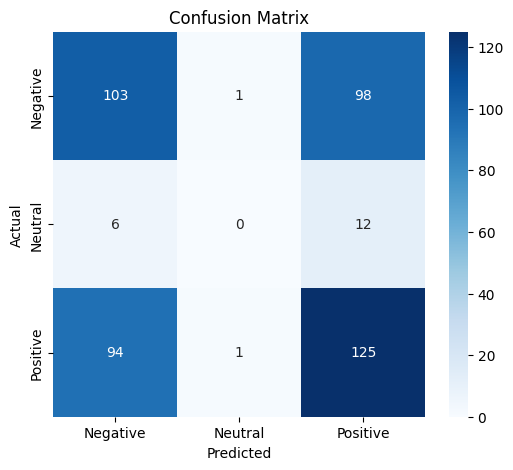 Confusion Matrix
Actual
Negative
103
1
98
Neutral
6
0
12
Positive
94
1
125
Negative
Neutral
Positive
Predicted
120
100
80
60
40
20
0